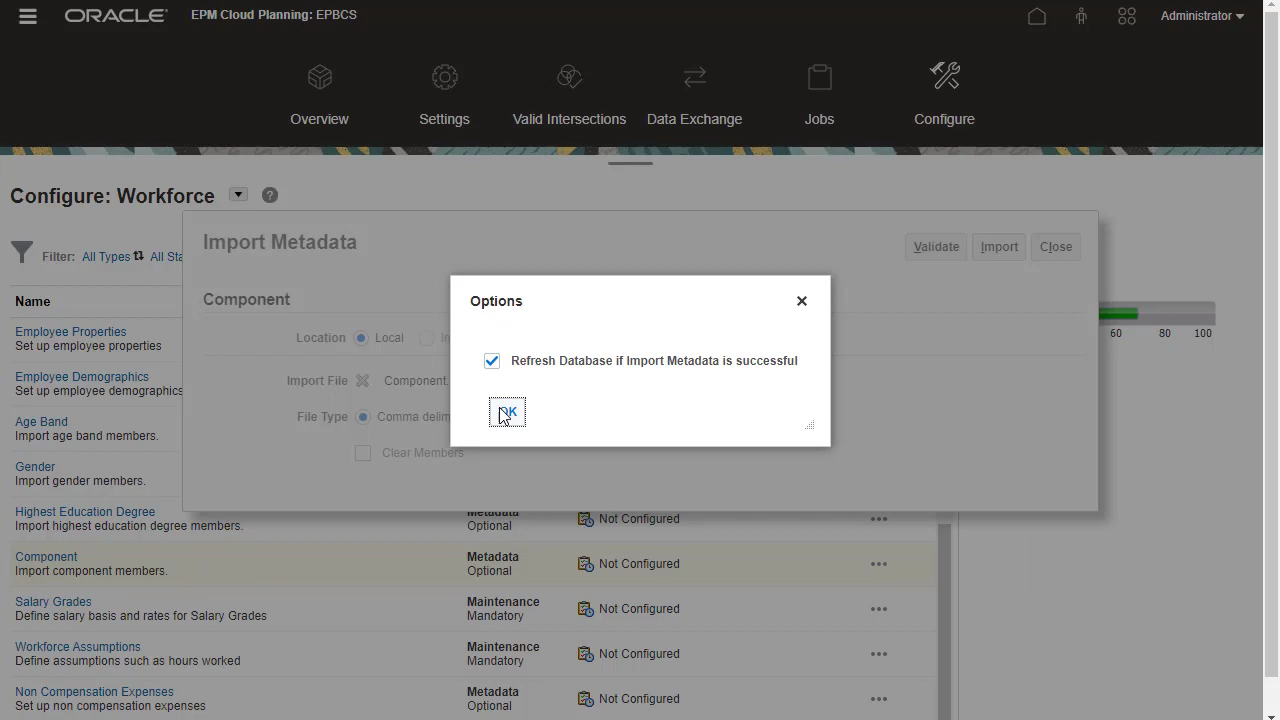 ORACLE EPM Cloud Planning: EPBCS Administrator
Overview Settings Valid Intersections Data Exchange Jobs Configure
Configure: Workforce
Import Metadata Validate Import Close
Filter: All Types
Component
Options
Name
Location Local
60 80 100
Employee Properties
Set up employee properties
Refresh Database if Import Metadata is successful
Employee Demographics
Set up employee demographics
Import File Component.
Age Band
Import age band members.
File Type
OK
Clear Members
Gender
Import gender members.
Highest Education Degree Metadata Not Configured
Import highest education degree members. Optional
Component Metadata Not Configured
Import component members. Optional
Salary Grades Maintenance Not Configured
Define salary basis and rates for Salary Grades Mandatory
Workforce Assumptions Maintenance Not Configured
Define assumptions such as hours worked Mandatory
Non Compensation Expenses Metadata Not Configured
Set up non compensation expenses Optional